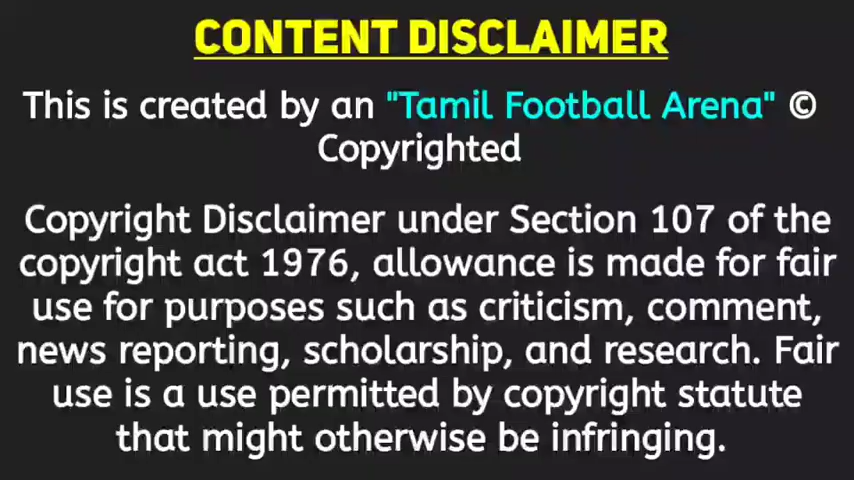 CONTENT DISCLAIMER
This is created by an "Tamil Football Arena" ©
Copyrighted
Copyright Disclaimer under Section 107 of the
copyright act 1976, allowance is made for fair
use for purposes such as criticism, comment,
news reporting, scholarship, and research. Fair
use is a use permitted by copyright statute
that might otherwise be infringing.